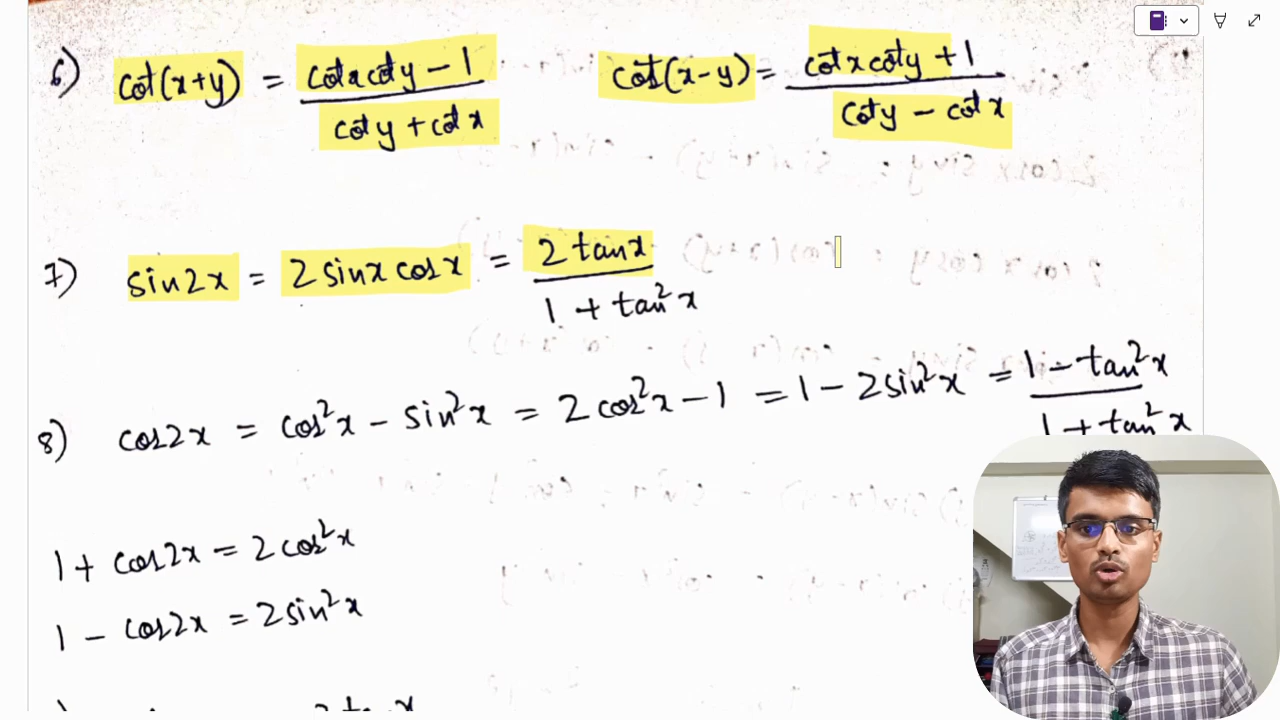 6) cot(x+y) = (cotx coty − 1)/(coty + cotx)    cot(x−y) = (cotx coty + 1)/(coty − cotx)
7) sin2x = 2 sinx cosx = (2 tanx)/(1 + tan²x)
8) cos2x = cos²x − sin²x = 2cos²x − 1 = 1 − 2sin²x = (1 − tan²x)/(1 + tan²x)
1 + cos2x = 2cos²x
1 − cos2x = 2sin²x